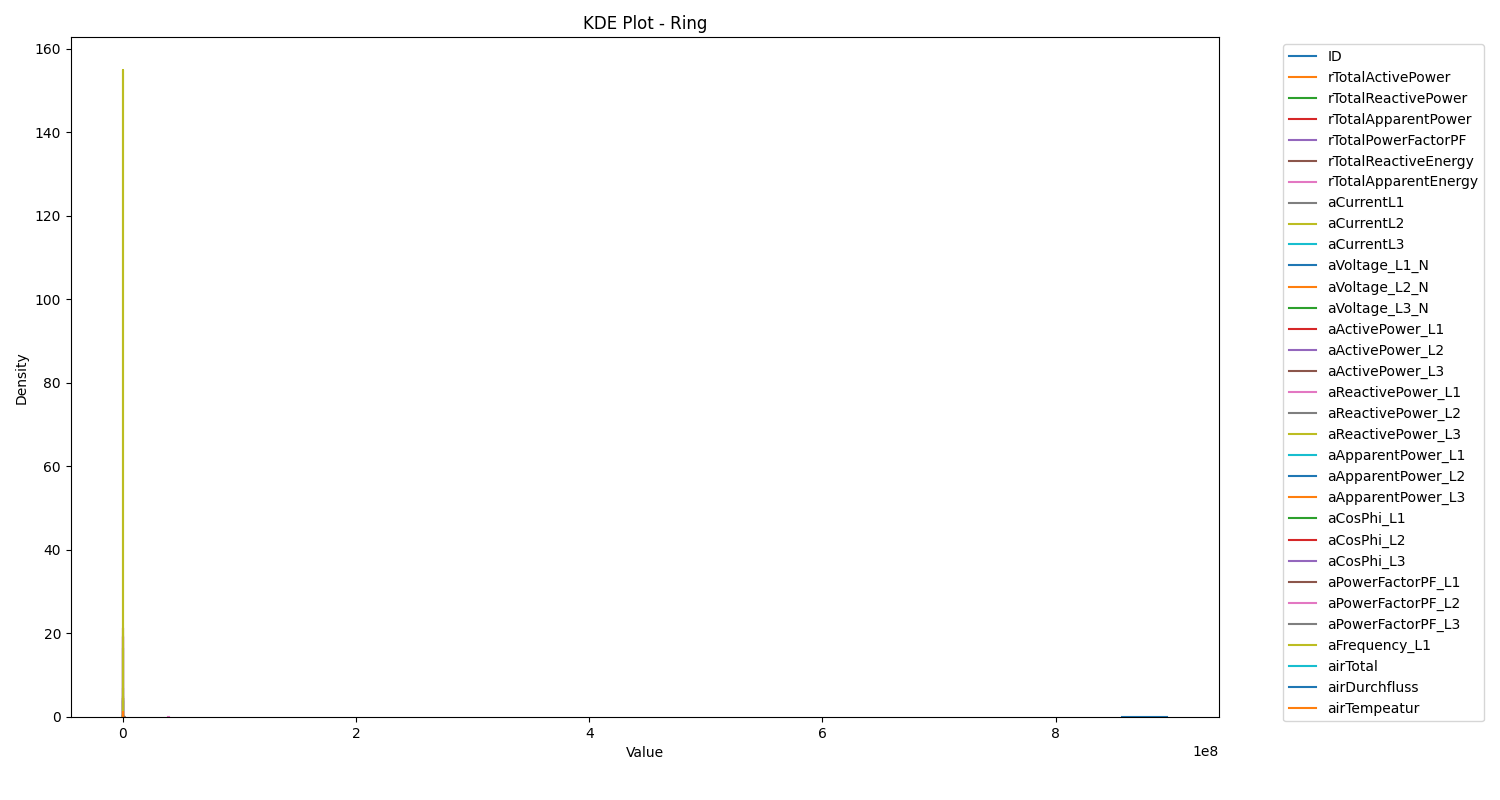 KDE Plot - Ring
160
140
120
100
80
60
40
20
0
Density
0
2
4
6
8
1e8
Value
ID
rTotalActivePower
rTotalReactivePower
rTotalApparentPower
rTotalPowerFactorPF
rTotalReactiveEnergy
rTotalApparentEnergy
aCurrentL1
aCurrentL2
aCurrentL3
aVoltage_L1_N
aVoltage_L2_N
aVoltage_L3_N
aActivePower_L1
aActivePower_L2
aActivePower_L3
aReactivePower_L1
aReactivePower_L2
aReactivePower_L3
aApparentPower_L1
aApparentPower_L2
aApparentPower_L3
aCosPhi_L1
aCosPhi_L2
aCosPhi_L3
aPowerFactorPF_L1
aPowerFactorPF_L2
aPowerFactorPF_L3
aFrequency_L1
airTotal
airDurchfluss
airTempeatur